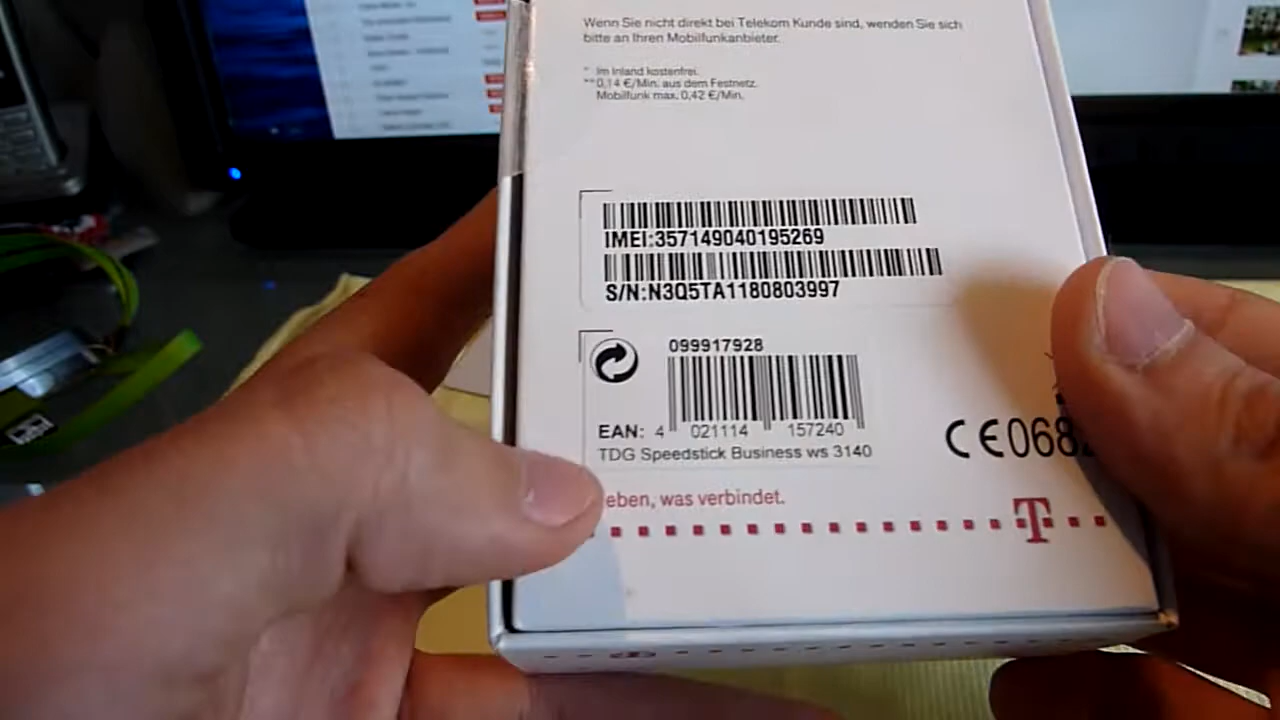 Wenn Sie nicht direkt bei Telekom Kunde sind, wenden Sie sich
bitte an Ihren Mobilfunkanbieter.
* Im Inland kostenfrei.
** 0,14 €/Min. aus dem Festnetz.
Mobilfunk max. 0,42 €/Min.
IMEI:357149040195269
S/N:N3Q5TA1180803997
099917928
EAN: 4 021114 157240
TDG Speedstick Business ws 3140
CE068
eben, was verbindet.
T